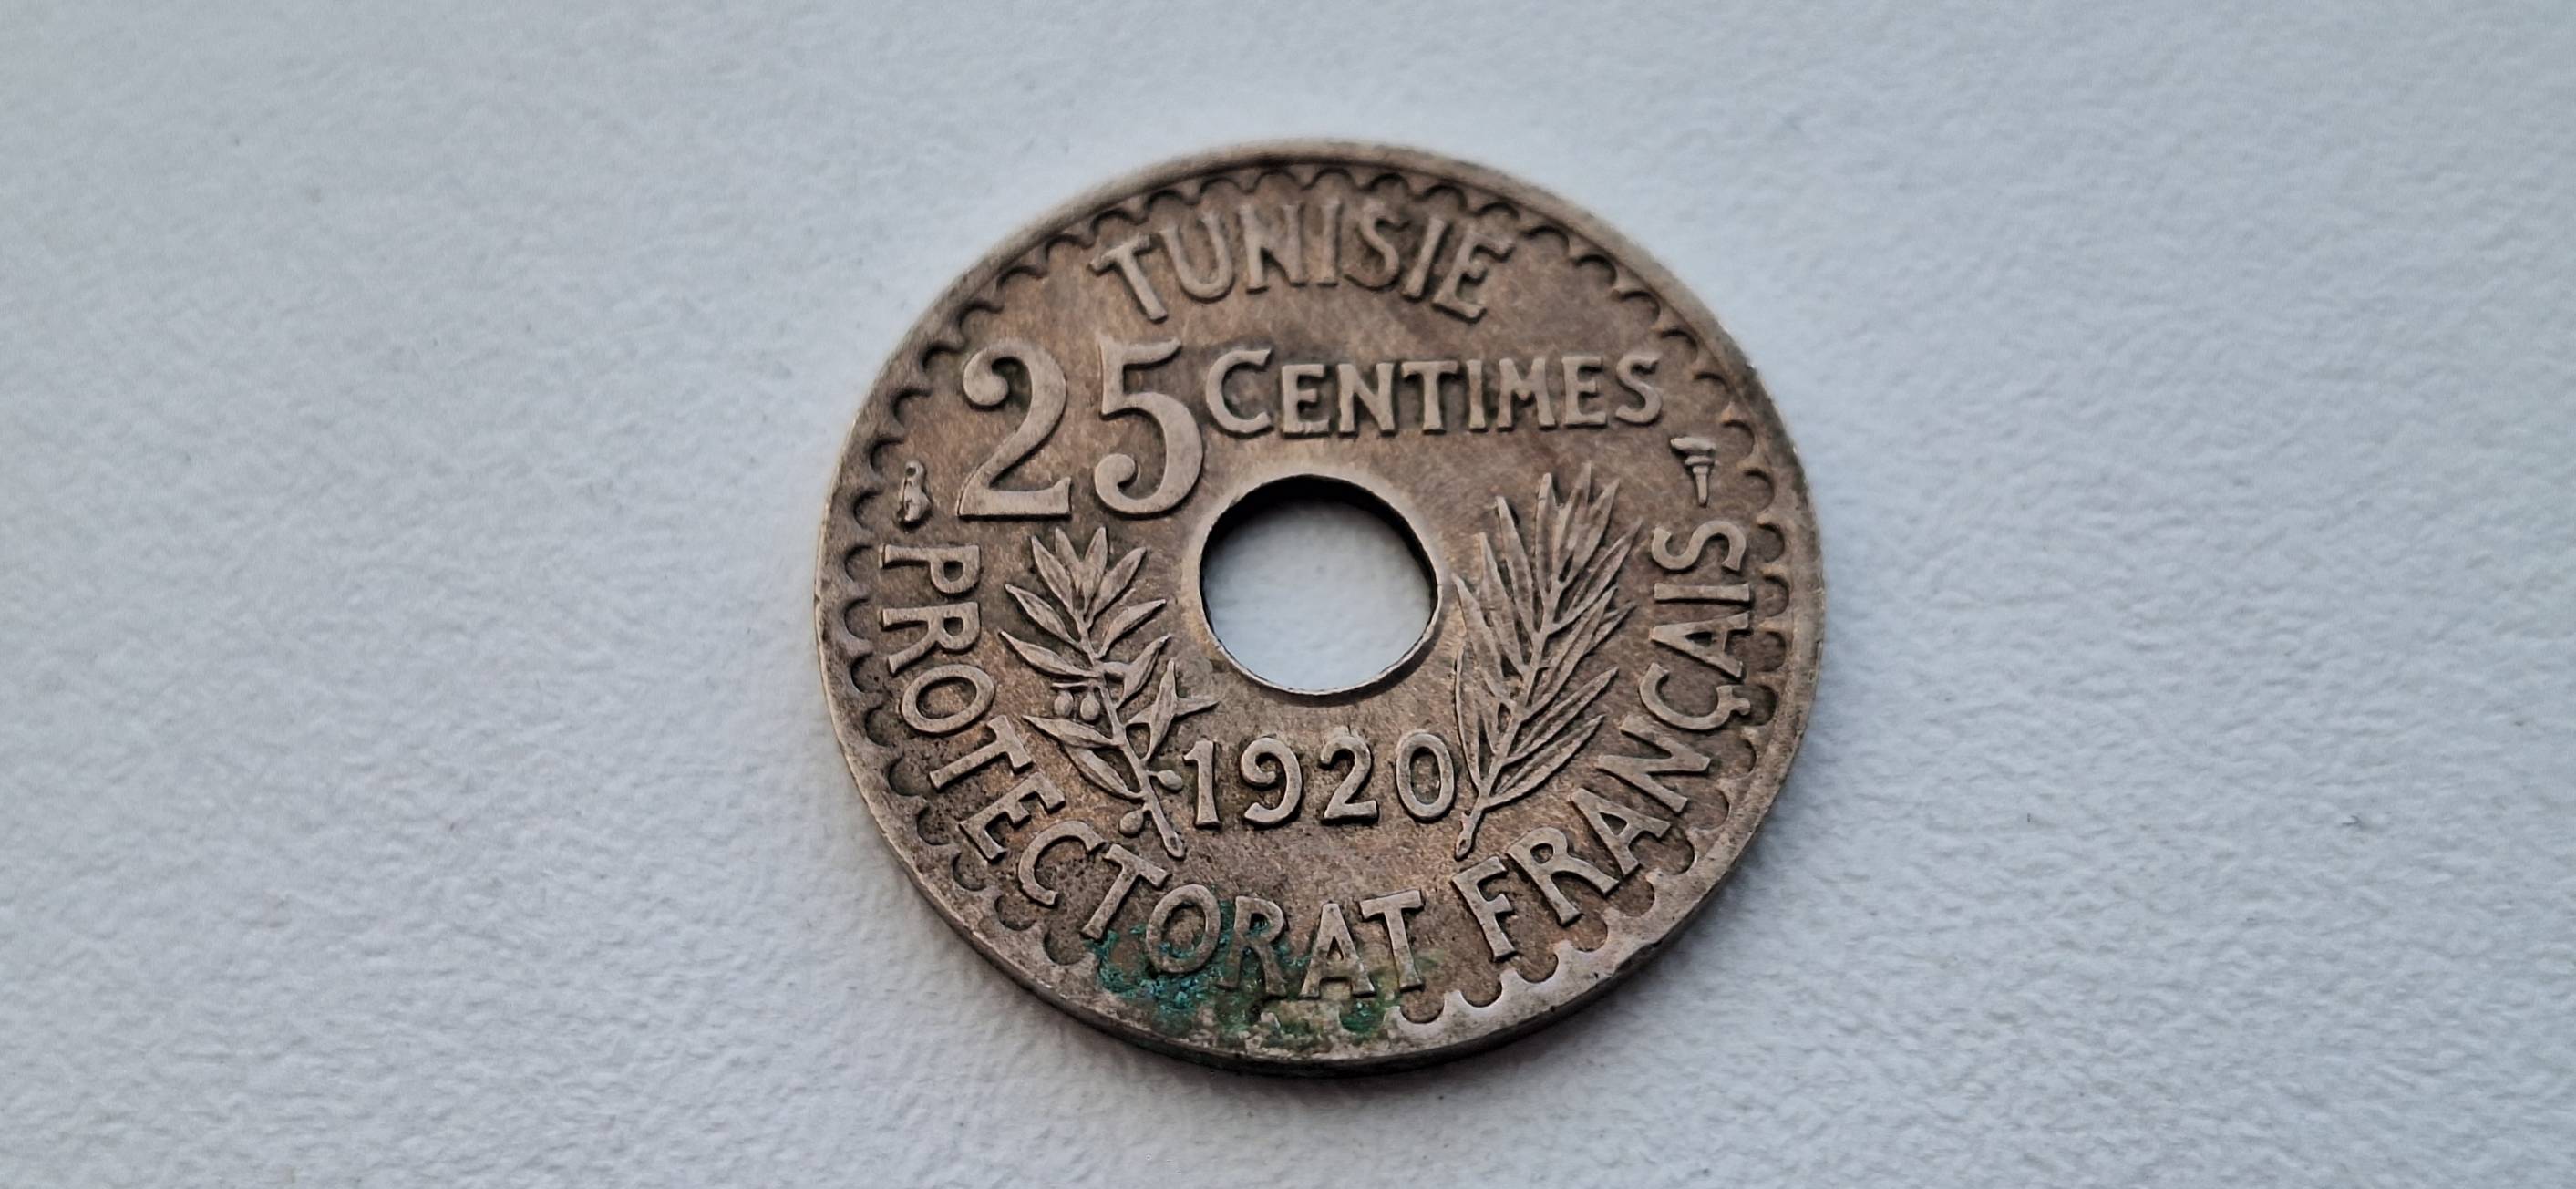 TUNISIE
25 CENTIMES
1920
PROTECTORAT FRANÇAIS